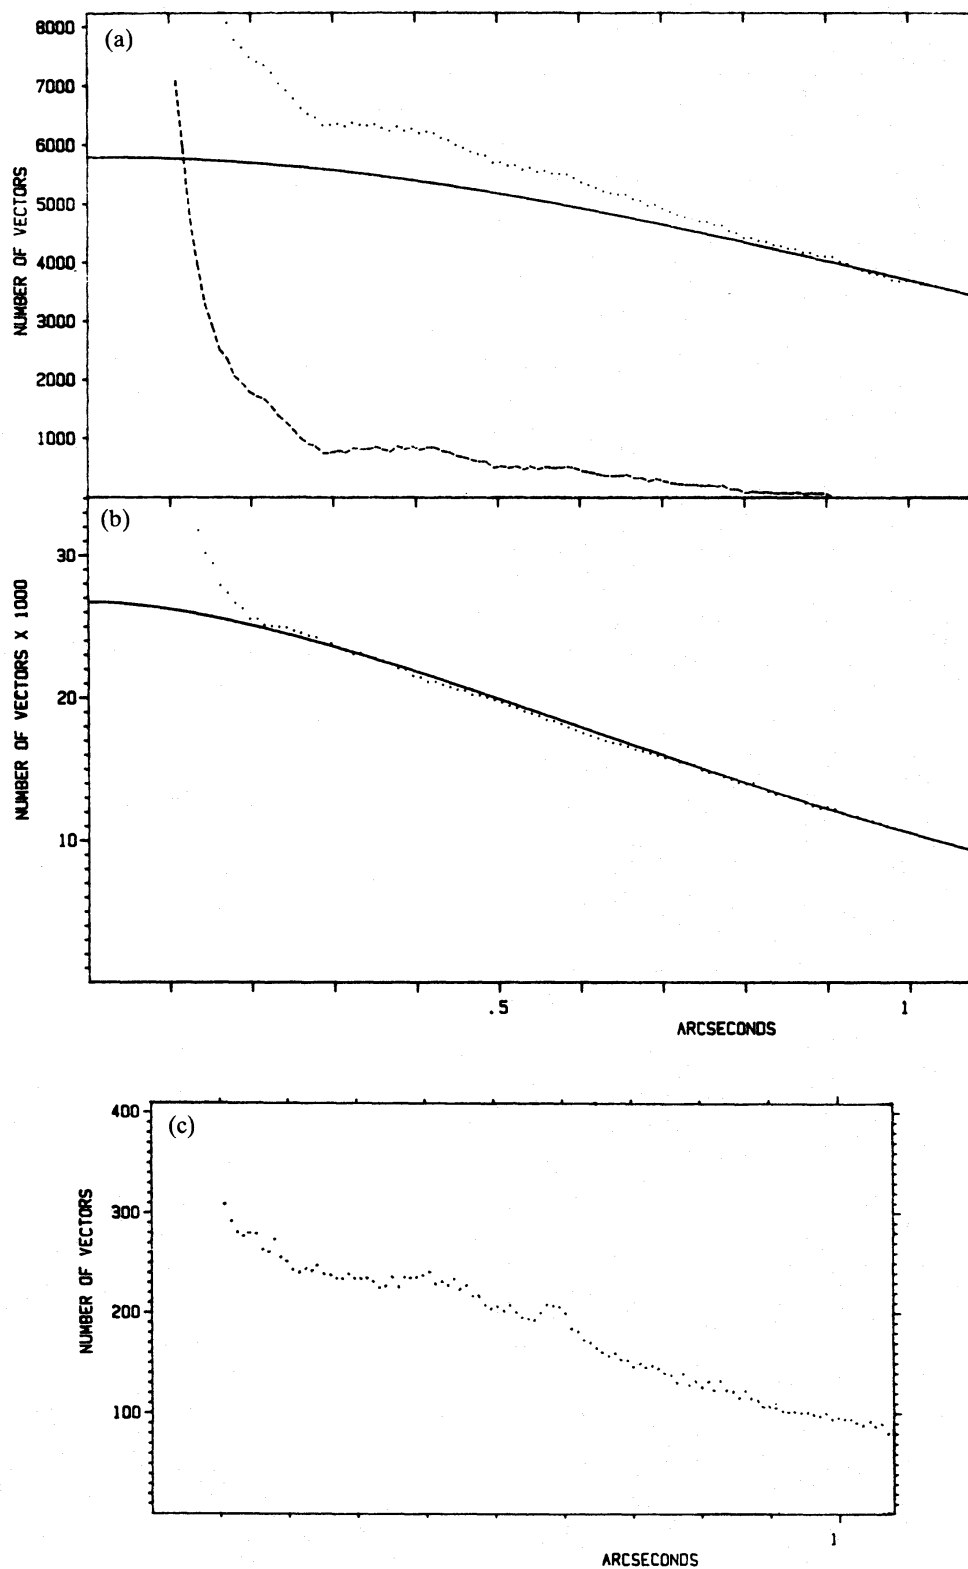 (a)
8000
7000
6000
5000
4000
3000
2000
1000
NUMBER OF VECTORS
(b)
30
20
10
NUMBER OF VECTORS X 1000
.5
1
ARCSECONDS
(c)
400
300
200
100
NUMBER OF VECTORS
1
ARCSECONDS